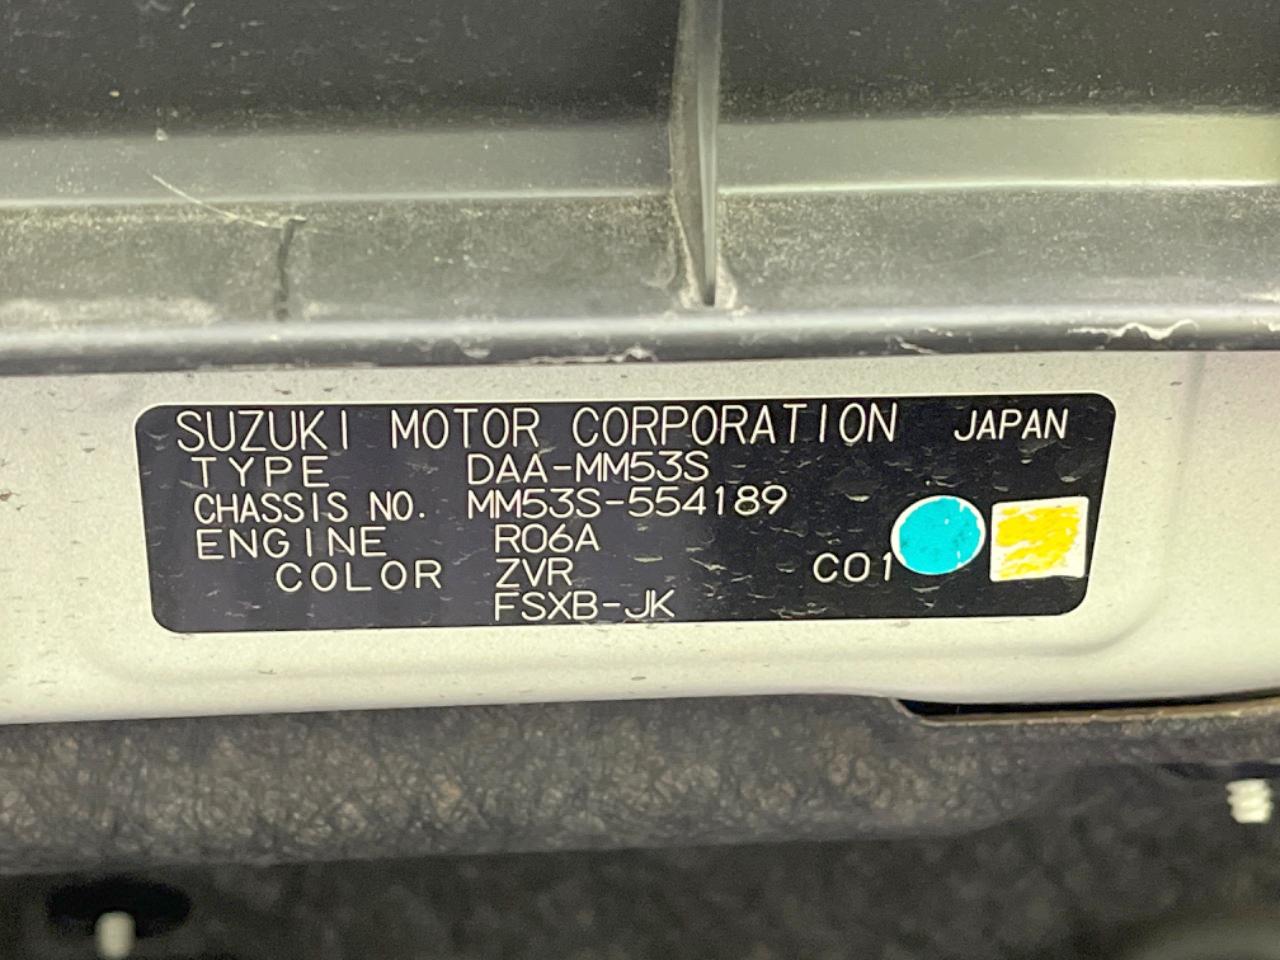 SUZUKI MOTOR CORPORATION JAPAN
TYPE DAA-MM53S
CHASSIS NO. MM53S-554189
ENGINE R06A
COLOR ZVR C01
FSXB-JK